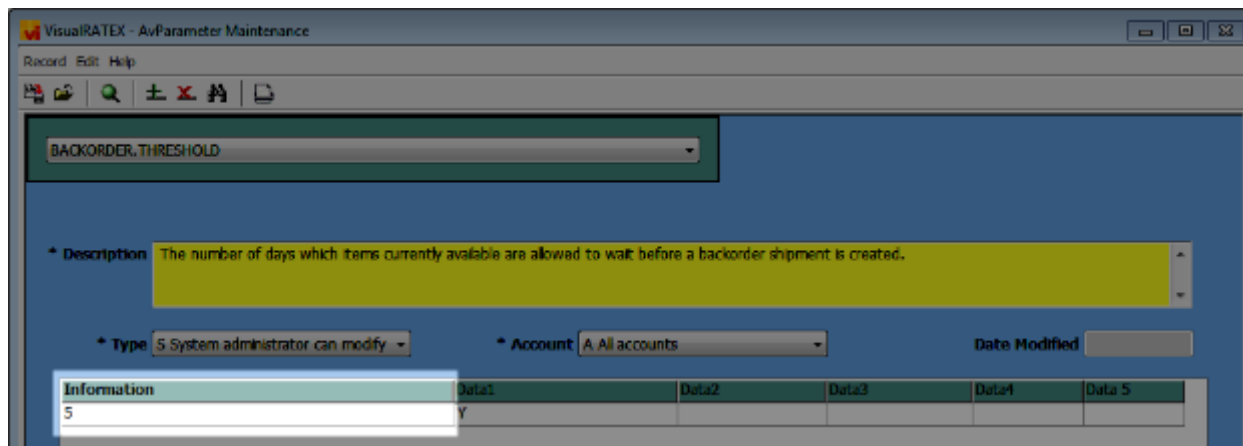 VisualRATEX - AvParameter Maintenance
Record Edit Help
BACKORDER.THRESHOLD
* Description The number of days which items currently available are allowed to wait before a backorder shipment is created.
* Type S System administrator can modify * Account A All accounts Date Modified
Information Data1 Data2 Data3 Data4 Data 5
5 Y